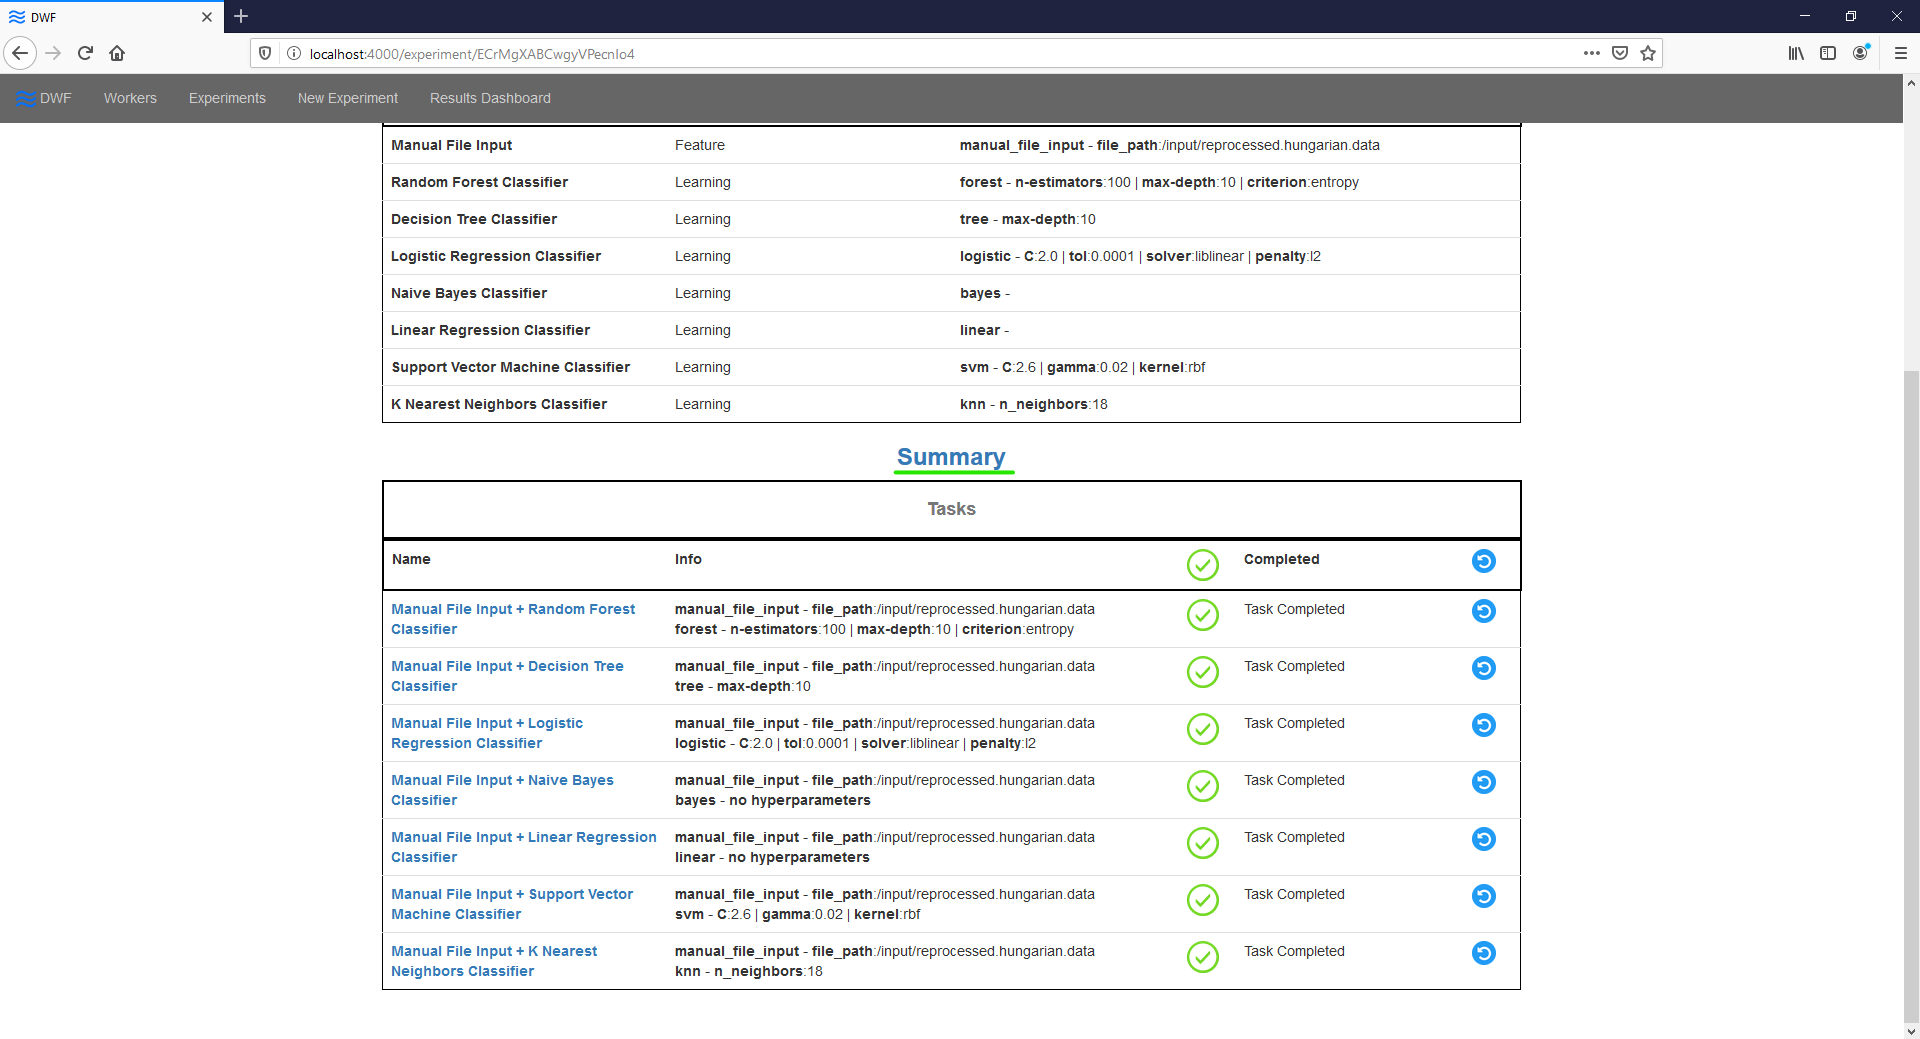 DWF
localhost:4000/experiment/ECrMgXABCwgyVPecnIo4
DWF Workers Experiments New Experiment Results Dashboard
Manual File Input Feature manual_file_input - file_path:/input/reprocessed.hungarian.data
Random Forest Classifier Learning forest - n-estimators:100 | max-depth:10 | criterion:entropy
Decision Tree Classifier Learning tree - max-depth:10
Logistic Regression Classifier Learning logistic - C:2.0 | tol:0.0001 | solver:liblinear | penalty:l2
Naive Bayes Classifier Learning bayes -
Linear Regression Classifier Learning linear -
Support Vector Machine Classifier Learning svm - C:2.6 | gamma:0.02 | kernel:rbf
K Nearest Neighbors Classifier Learning knn - n_neighbors:18
Summary
Tasks
Name Info Completed
Manual File Input + Random Forest manual_file_input - file_path:/input/reprocessed.hungarian.data Task Completed
Classifier forest - n-estimators:100 | max-depth:10 | criterion:entropy
Manual File Input + Decision Tree manual_file_input - file_path:/input/reprocessed.hungarian.data Task Completed
Classifier tree - max-depth:10
Manual File Input + Logistic manual_file_input - file_path:/input/reprocessed.hungarian.data Task Completed
Regression Classifier logistic - C:2.0 | tol:0.0001 | solver:liblinear | penalty:l2
Manual File Input + Naive Bayes manual_file_input - file_path:/input/reprocessed.hungarian.data Task Completed
Classifier bayes - no hyperparameters
Manual File Input + Linear Regression manual_file_input - file_path:/input/reprocessed.hungarian.data Task Completed
Classifier linear - no hyperparameters
Manual File Input + Support Vector manual_file_input - file_path:/input/reprocessed.hungarian.data Task Completed
Machine Classifier svm - C:2.6 | gamma:0.02 | kernel:rbf
Manual File Input + K Nearest manual_file_input - file_path:/input/reprocessed.hungarian.data Task Completed
Neighbors Classifier knn - n_neighbors:18